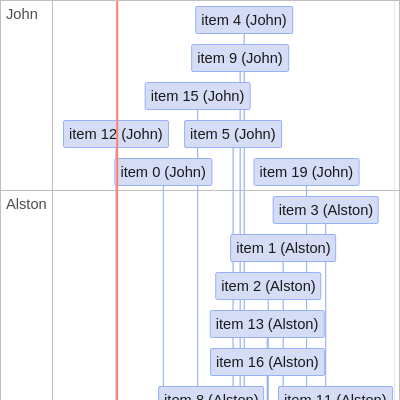 John
item 4 (John)
item 9 (John)
item 15 (John)
item 12 (John)
item 5 (John)
item 0 (John)
item 19 (John)
Alston
item 3 (Alston)
item 1 (Alston)
item 2 (Alston)
item 13 (Alston)
item 16 (Alston)
item 8 (Alston)
item 11 (Alston)